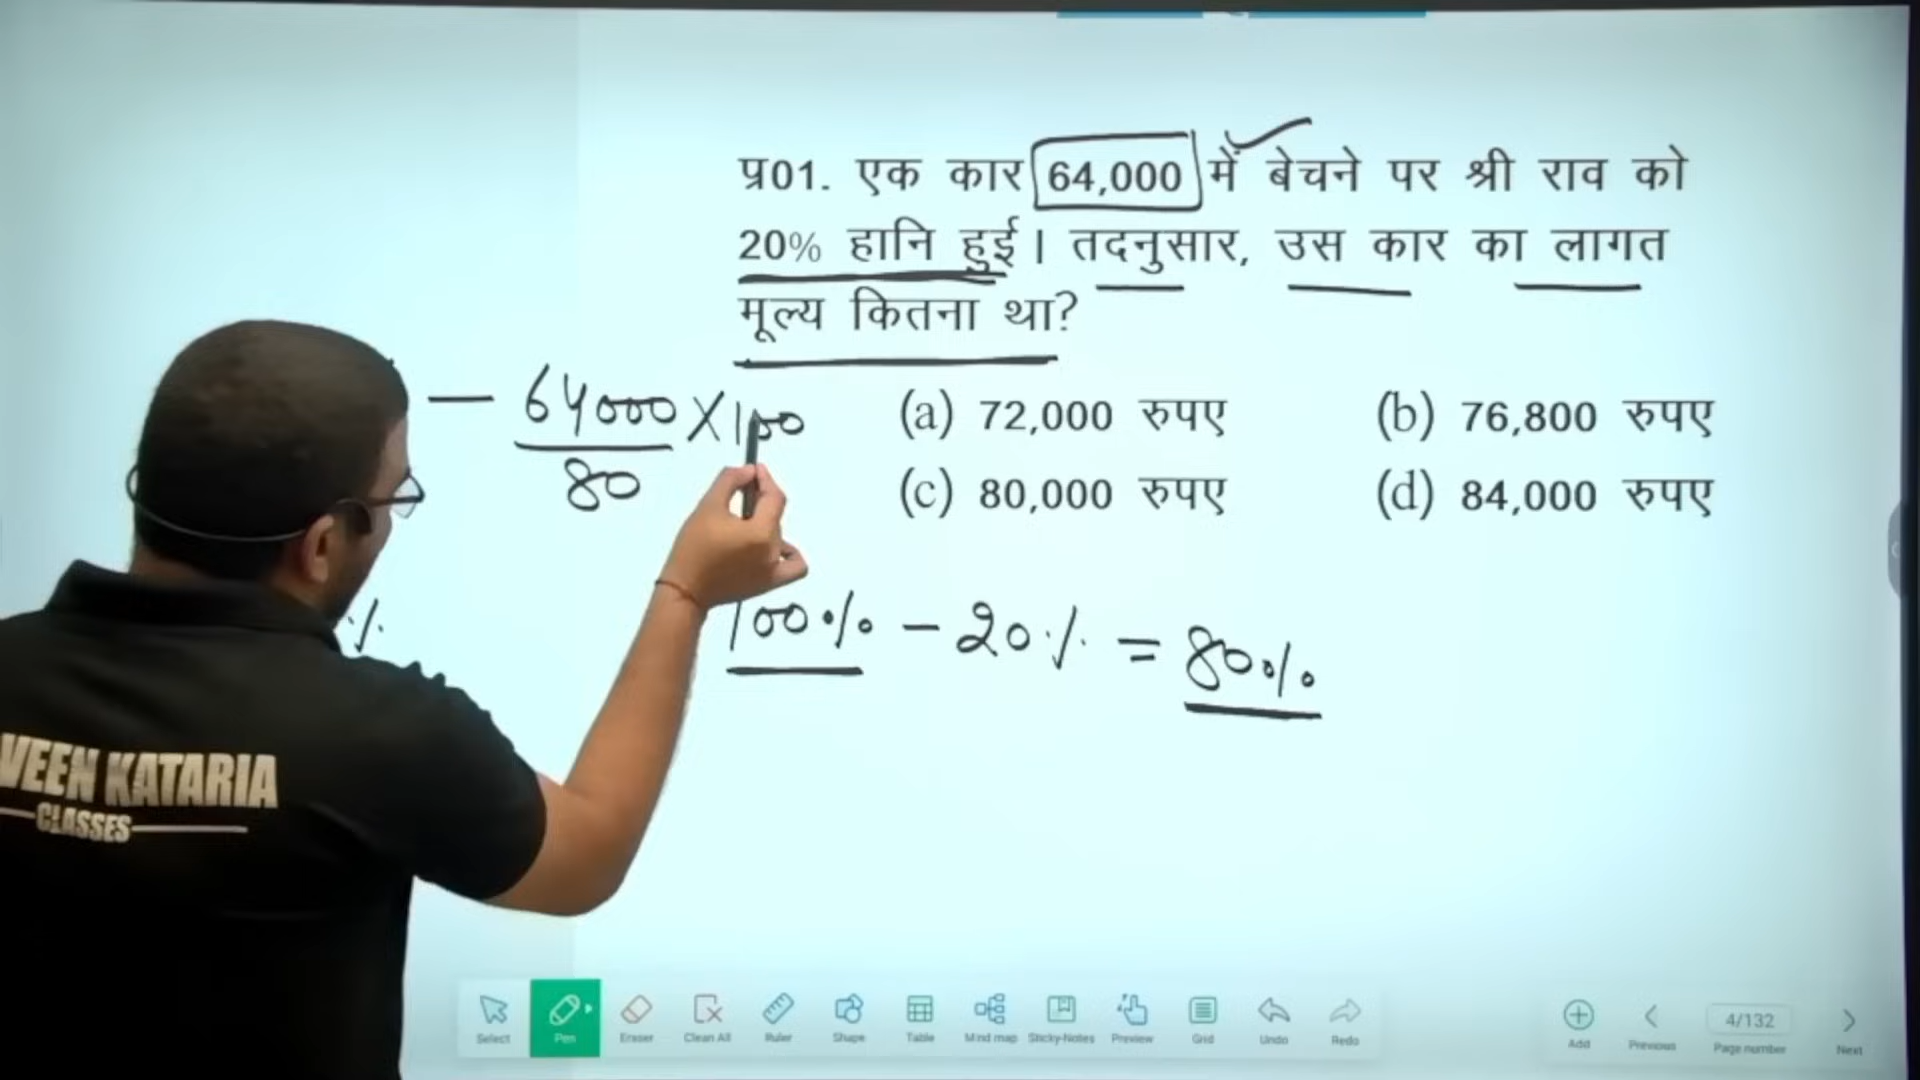 प्र01. एक कार 64,000 में बेचने पर श्री राव को
20% हानि हुई। तदनुसार, उस कार का लागत
मूल्य कितना था?
(a) 72,000 रुपए (b) 76,800 रुपए
(c) 80,000 रुपए (d) 84,000 रुपए
64000 X 100
80
%
100% - 20% = 80%
VEEN KATARIA
CLASSES
Select Pen Eraser Clean All Ruler Shape Table Mind map Sticky-Notes Preview Grid Undo Redo Add Previous 4/132 Page number Next